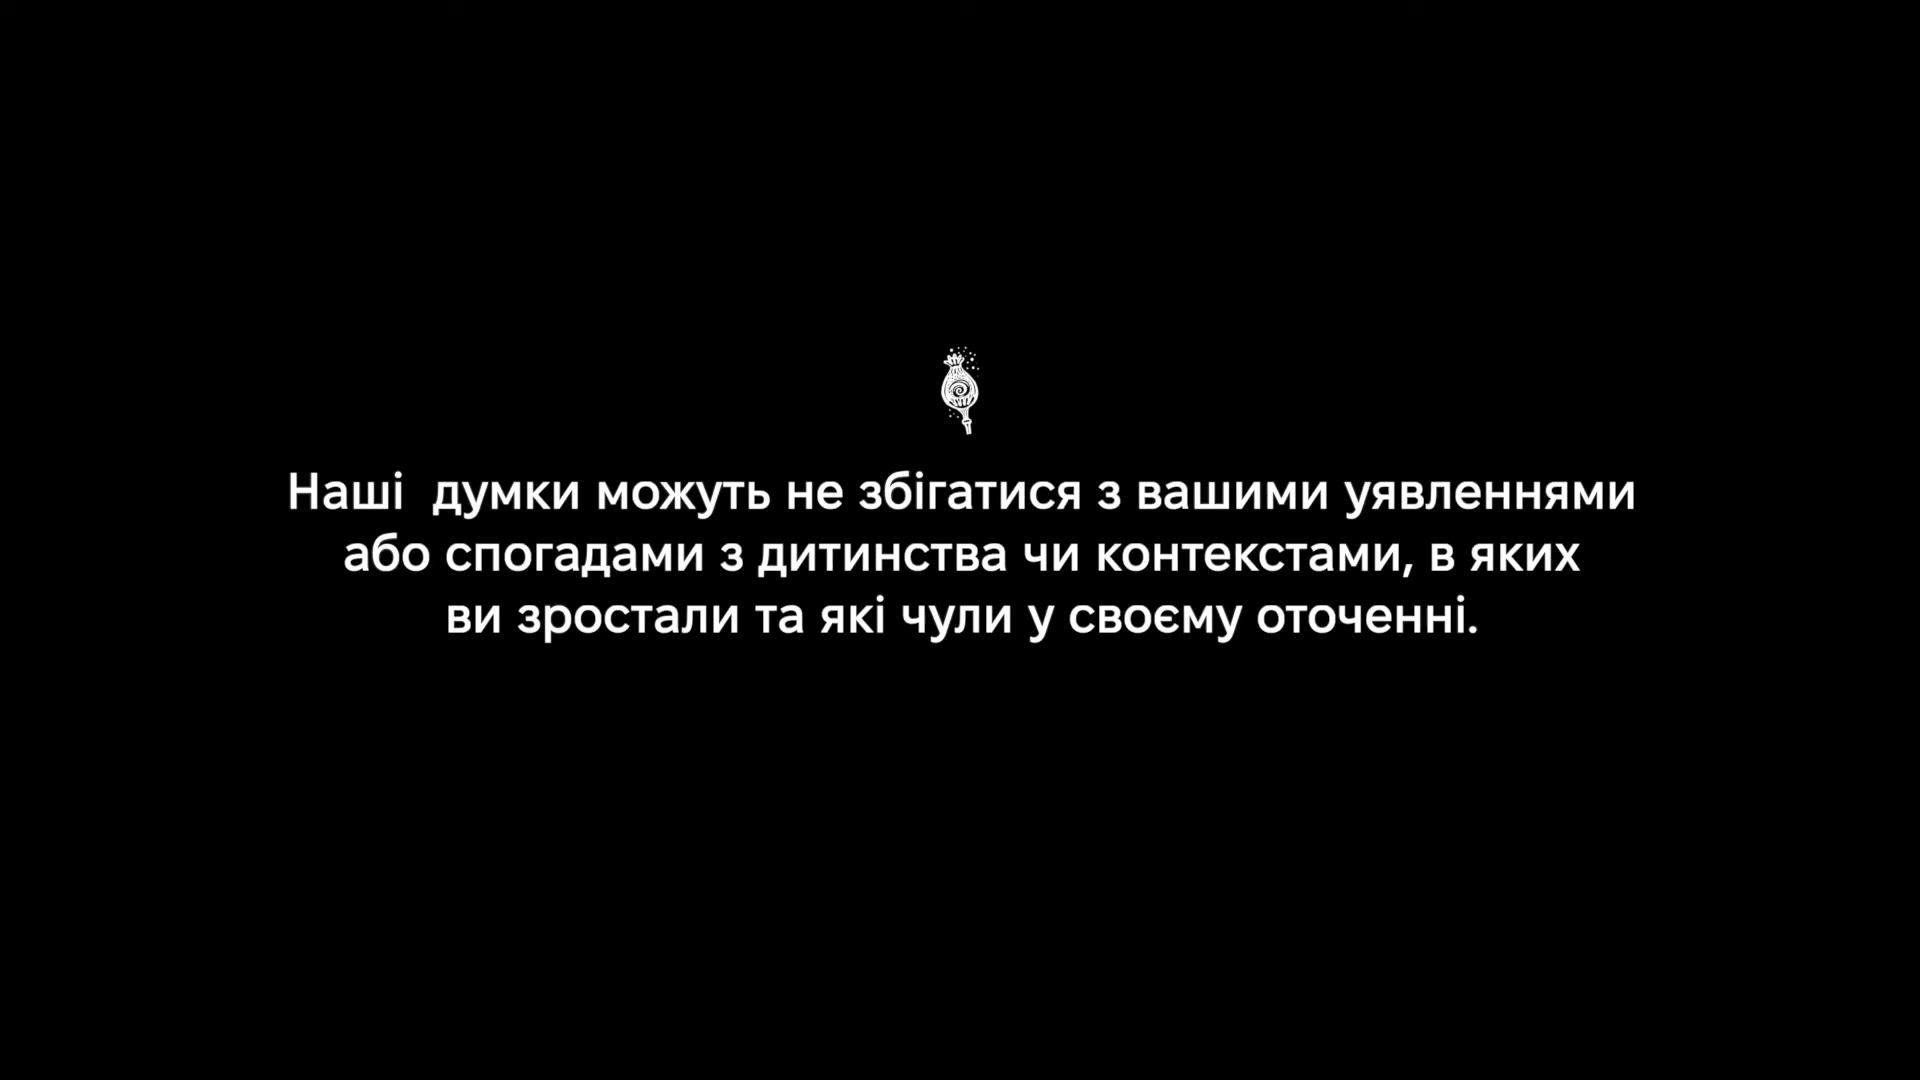 Наші  думки можуть не збігатися з вашими уявленнями
або спогадами з дитинства чи контекстами, в яких
ви зростали та які чули у своєму оточенні.